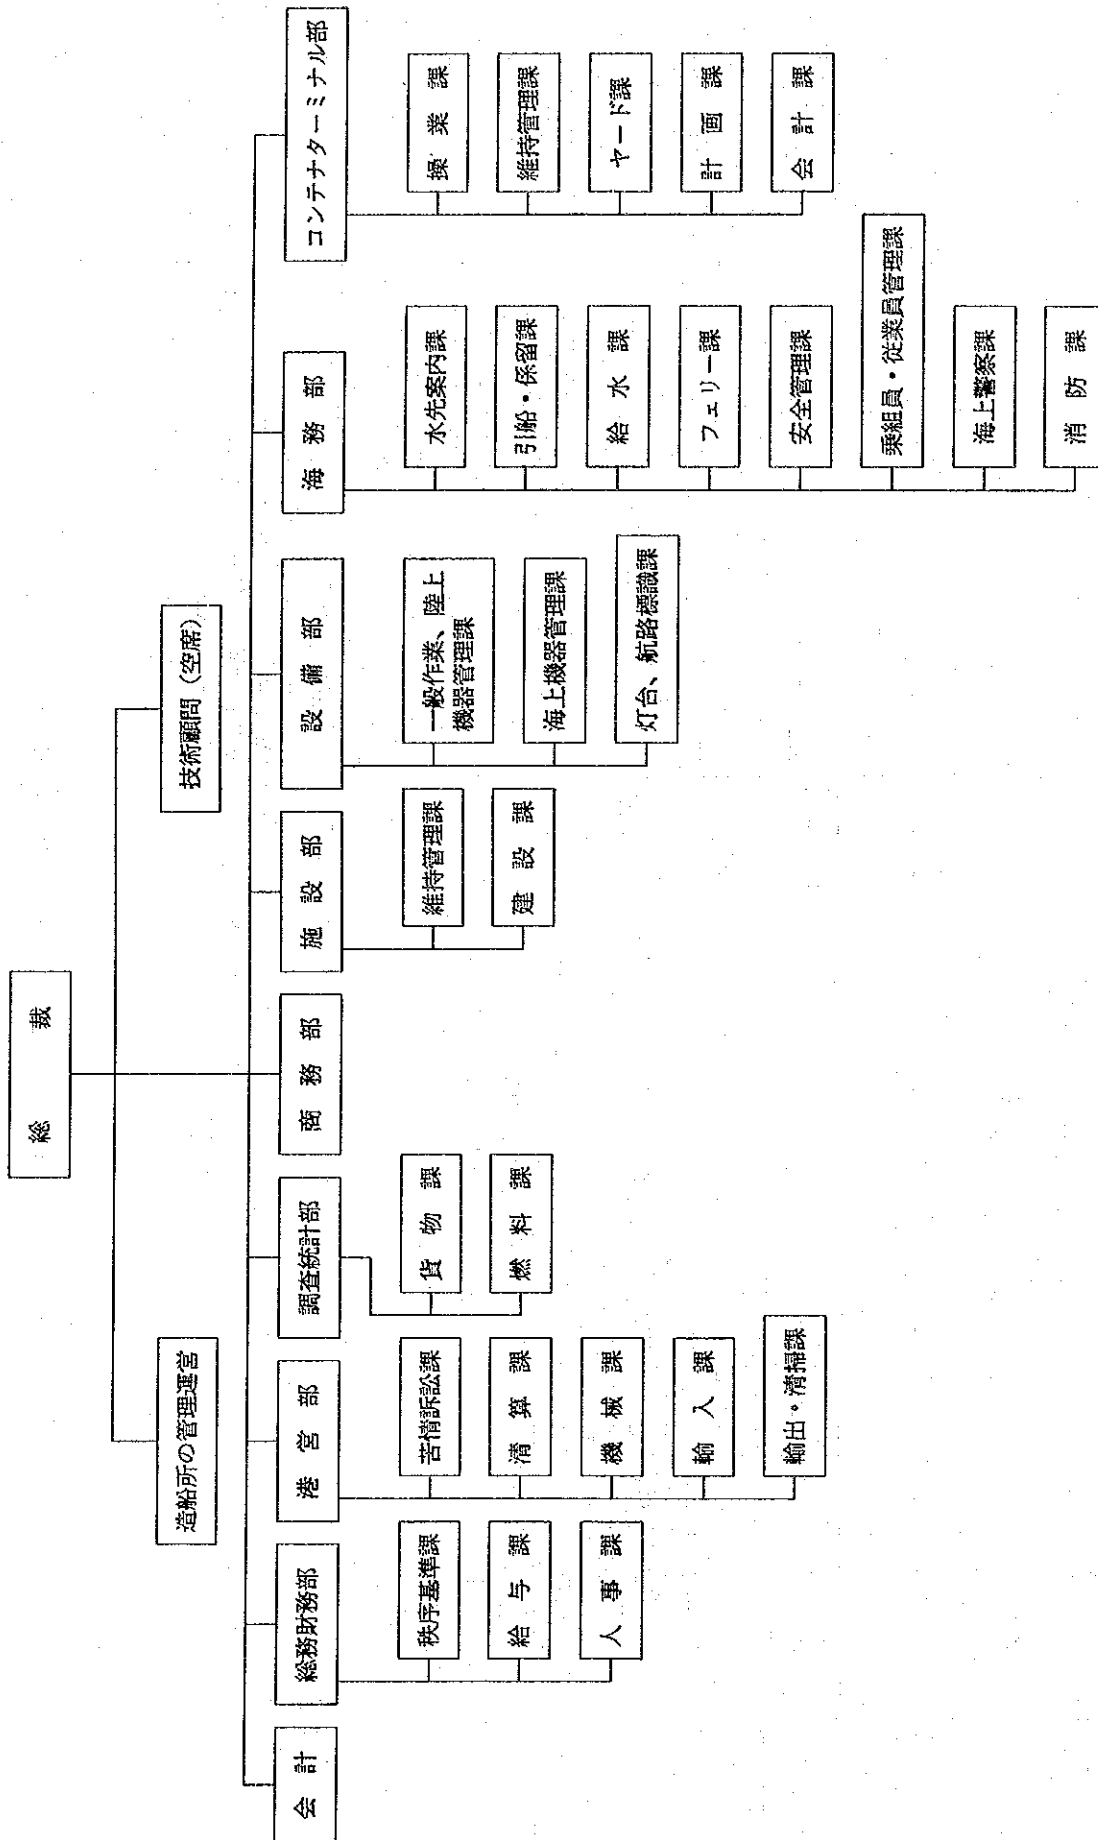 総裁
造船所の管理運営
技術顧問(空席)
会計
総務財務部
秩序基準課
給与課
人事課
港営部
苦情訴訟課
清算課
機械課
輸入課
輸出・清掃課
調査統計部
貨物課
燃料課
商務部
施設部
維持管理課
建設課
設備部
一般作業、陸上
機器管理課
海上機器管理課
灯台、航路標識課
海務部
水先案内課
引船・係留課
給水課
フェリー課
安全管理課
乗組員・従業員管理課
海上警察課
消防課
コンテナターミナル部
操業課
維持管理課
ヤード課
計画課
会計課